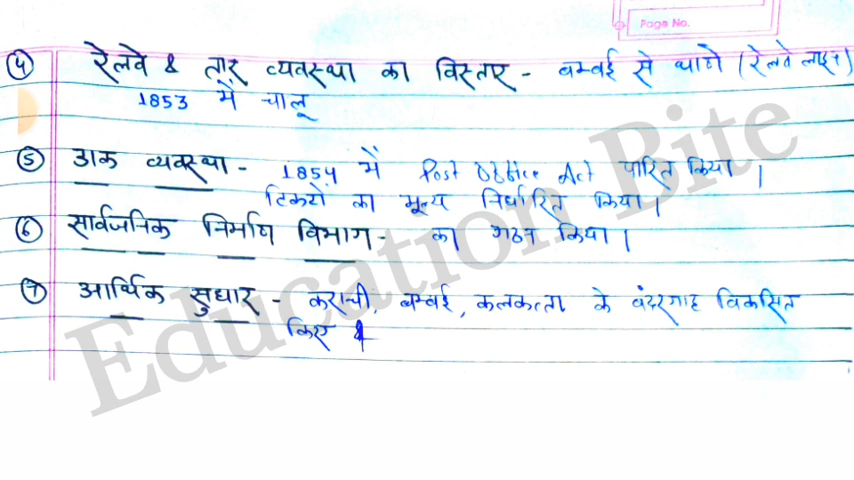 Page No.
④ रेलवे & तार व्यवस्था का विस्तार - बम्बई से थाणे (रेलवे लाइन)
1853 में चालू
⑤ डाक व्यवस्था - 1854 में Post Office Act पारित किया।
टिकटों का मूल्य निर्धारित किया।
⑥ सार्वजनिक निर्माण विभाग - का गठन किया।
⑦ आर्थिक सुधार - कराची, बम्बई, कलकत्ता के बंदरगाह विकसित
किए
Education Bite